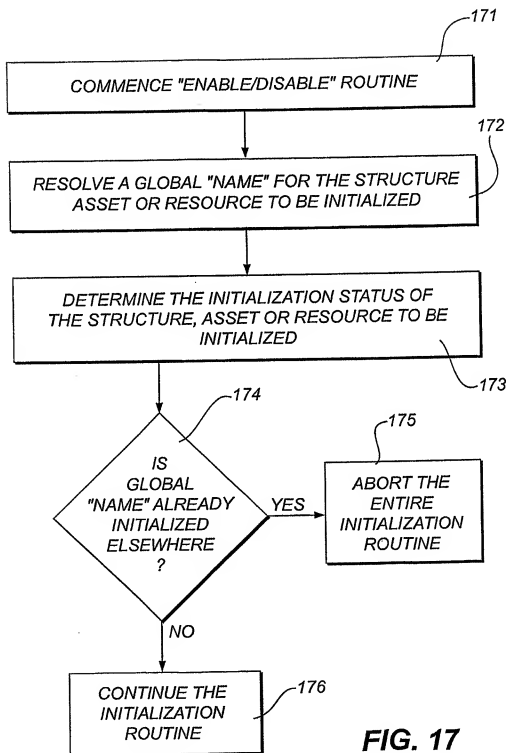 171
COMMENCE "ENABLE/DISABLE" ROUTINE
172
RESOLVE A GLOBAL "NAME" FOR THE STRUCTURE
ASSET OR RESOURCE TO BE INITIALIZED
DETERMINE THE INITIALIZATION STATUS OF
THE STRUCTURE, ASSET OR RESOURCE TO BE
INITIALIZED
173
174
IS
GLOBAL
"NAME" ALREADY
INITIALIZED
ELSEWHERE
?
YES
175
ABORT THE
ENTIRE
INITIALIZATION
ROUTINE
NO
CONTINUE THE
INITIALIZATION
ROUTINE
176
FIG. 17